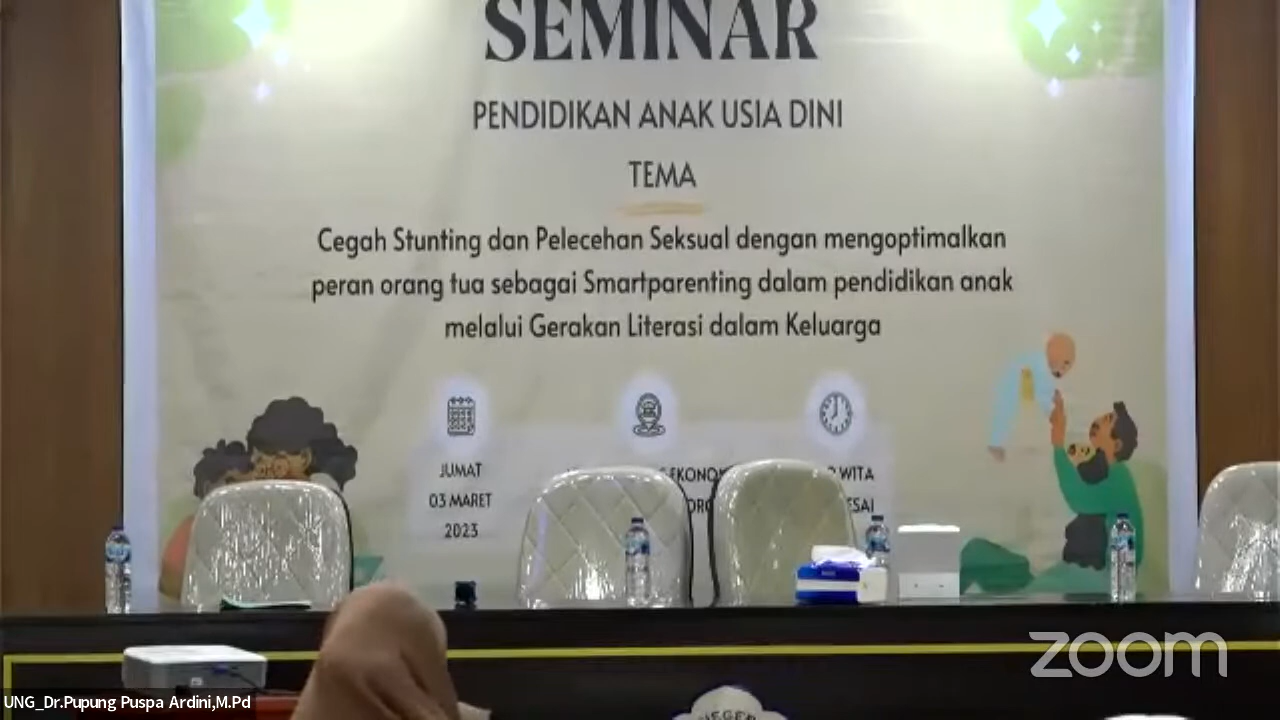 SEMINAR
PENDIDIKAN ANAK USIA DINI
TEMA
Cegah Stunting dan Pelecehan Seksual dengan mengoptimalkan
peran orang tua sebagai Smartparenting dalam pendidikan anak
melalui Gerakan Literasi dalam Keluarga
JUMAT
03 MARET
2023
WITA
zoom
UNG_Dr.Pupung Puspa Ardini,M.Pd